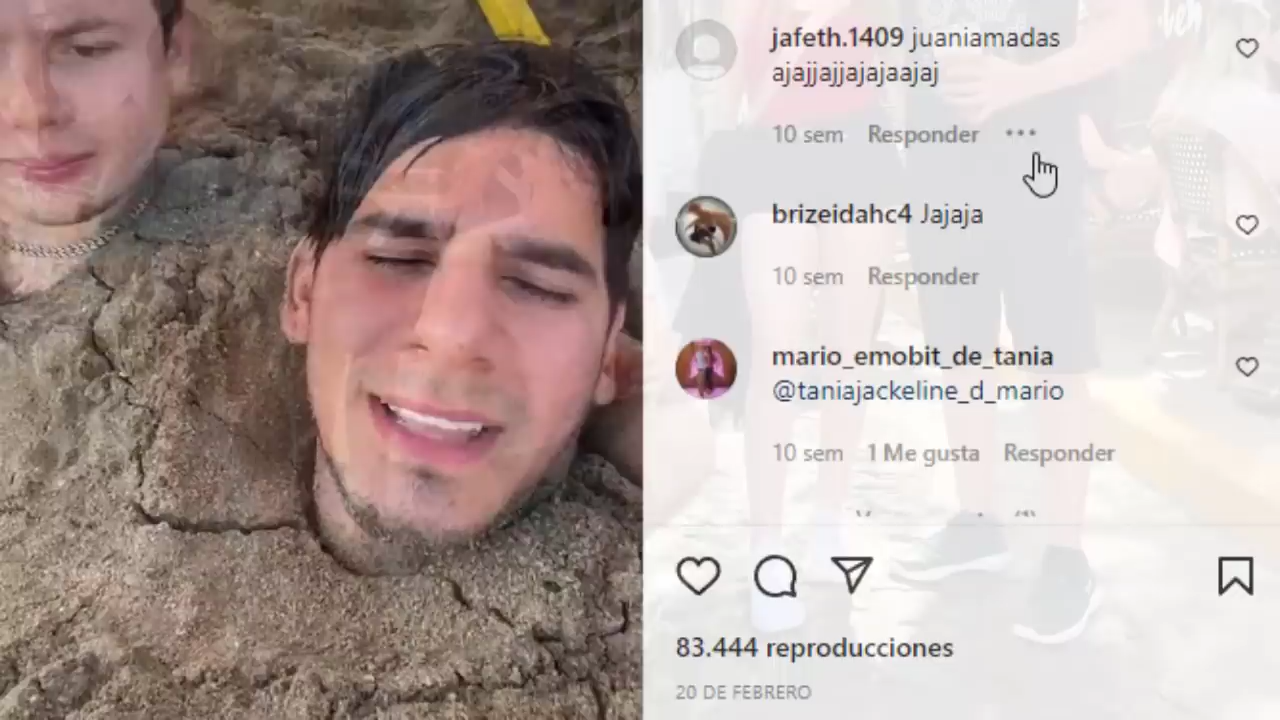 jafeth.1409 juaniamadas
ajajjajjajajaajaj
10 sem Responder
brizeidahc4 Jajaja
10 sem Responder
mario_emobit_de_tania
@taniajackeline_d_mario
10 sem 1 Me gusta Responder
83.444 reproducciones
20 DE FEBRERO